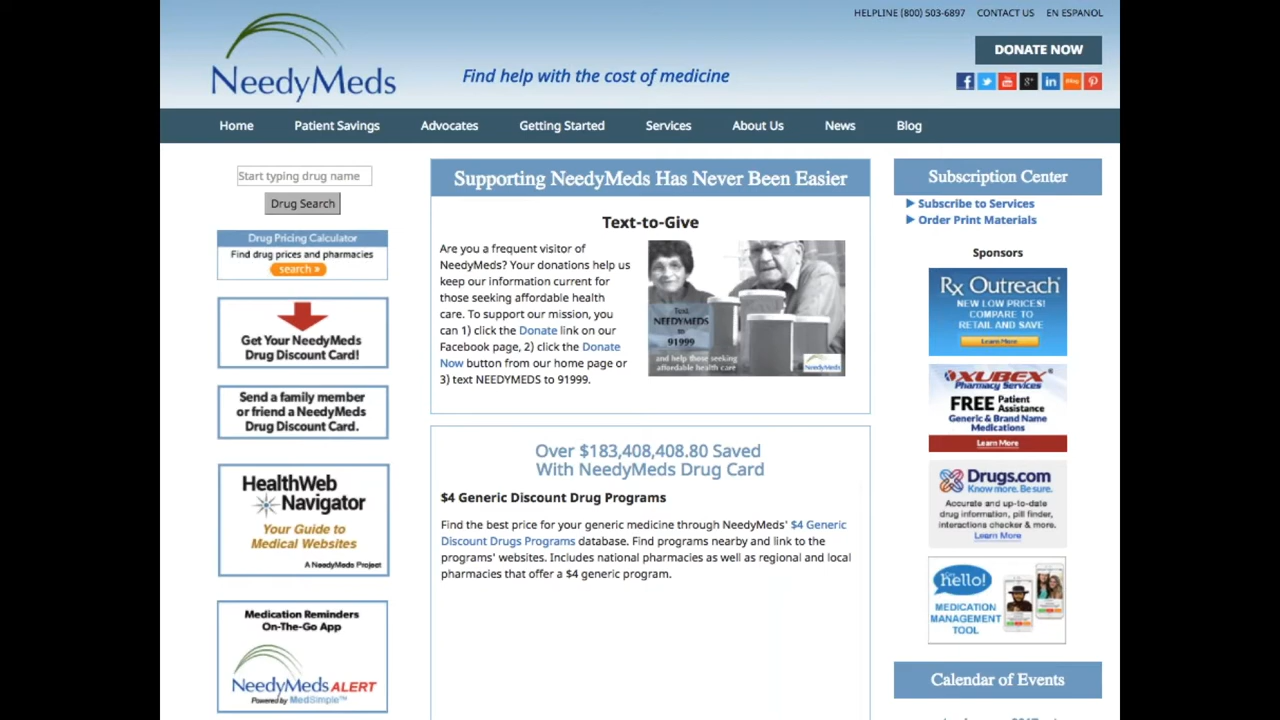 HELPLINE (800) 503-6897 CONTACT US EN ESPANOL
NeedyMeds
Find help with the cost of medicine
DONATE NOW
Home Patient Savings Advocates Getting Started Services About Us News Blog
Start typing drug name
Drug Search
Drug Pricing Calculator
Find drug prices and pharmacies
search »
Get Your NeedyMeds
Drug Discount Card!
Send a family member
or friend a NeedyMeds
Drug Discount Card.
HealthWeb
Navigator
Your Guide to
Medical Websites
A NeedyMeds Project
Medication Reminders
On-The-Go App
NeedyMeds ALERT
Powered by MedSimple™
Supporting NeedyMeds Has Never Been Easier
Text-to-Give
Are you a frequent visitor of
NeedyMeds? Your donations help us
keep our information current for
those seeking affordable health
care. To support our mission, you
can 1) click the Donate link on our
Facebook page, 2) click the Donate
Now button from our home page or
3) text NEEDYMEDS to 91999.
Text
NEEDYMEDS
to
91999
and help those seeking
affordable health care
NeedyMeds
Over $183,408,408.80 Saved
With NeedyMeds Drug Card
$4 Generic Discount Drug Programs
Find the best price for your generic medicine through NeedyMeds' $4 Generic
Discount Drugs Programs database. Find programs nearby and link to the
programs' websites. Includes national pharmacies as well as regional and local
pharmacies that offer a $4 generic program.
Subscription Center
Subscribe to Services
Order Print Materials
Sponsors
Rx Outreach®
NEW LOW PRICES!
COMPARE TO
RETAIL AND SAVE
Learn More
XUBEX®
Pharmacy Services
FREE Patient Assistance
Generic & Brand Name
Medications
Learn More
Drugs.com
Know more. Be sure.
Accurate and up-to-date
drug information, pill finder,
interactions checker & more.
Learn More
hello!
MEDICATION
MANAGEMENT
TOOL
Calendar of Events